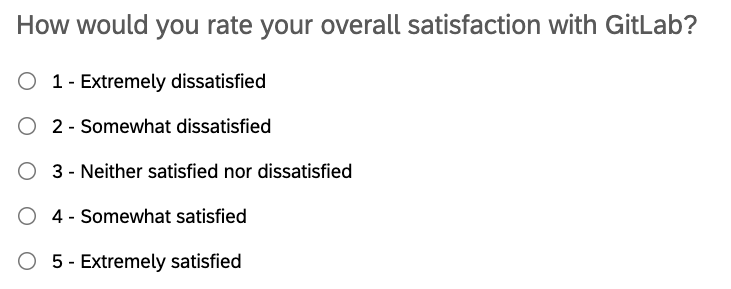 How would you rate your overall satisfaction with GitLab?
1 - Extremely dissatisfied
2 - Somewhat dissatisfied
3 - Neither satisfied nor dissatisfied
4 - Somewhat satisfied
5 - Extremely satisfied